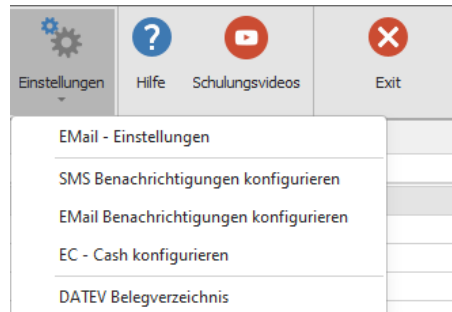 Einstellungen Hilfe Schulungsvideos Exit
EMail - Einstellungen
SMS Benachrichtigungen konfigurieren
EMail Benachrichtigungen konfigurieren
EC - Cash konfigurieren
DATEV Belegverzeichnis